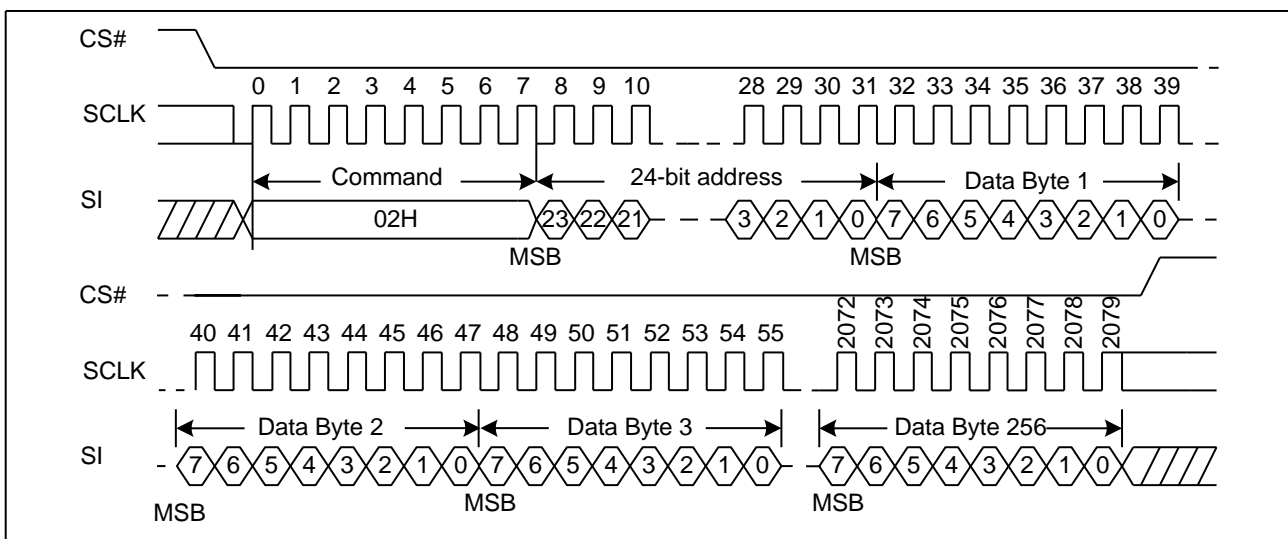 CS#
0 1 2 3 4 5 6 7 8 9 10 28 29 30 31 32 33 34 35 36 37 38 39
SCLK
Command 24-bit address Data Byte 1
SI
02H 23 22 21 3 2 1 0 7 6 5 4 3 2 1 0
MSB MSB
CS#
40 41 42 43 44 45 46 47 48 49 50 51 52 53 54 55 2072 2073 2074 2075 2076 2077 2078 2079
SCLK
Data Byte 2 Data Byte 3 Data Byte 256
SI
7 6 5 4 3 2 1 0 7 6 5 4 3 2 1 0 7 6 5 4 3 2 1 0
MSB MSB MSB